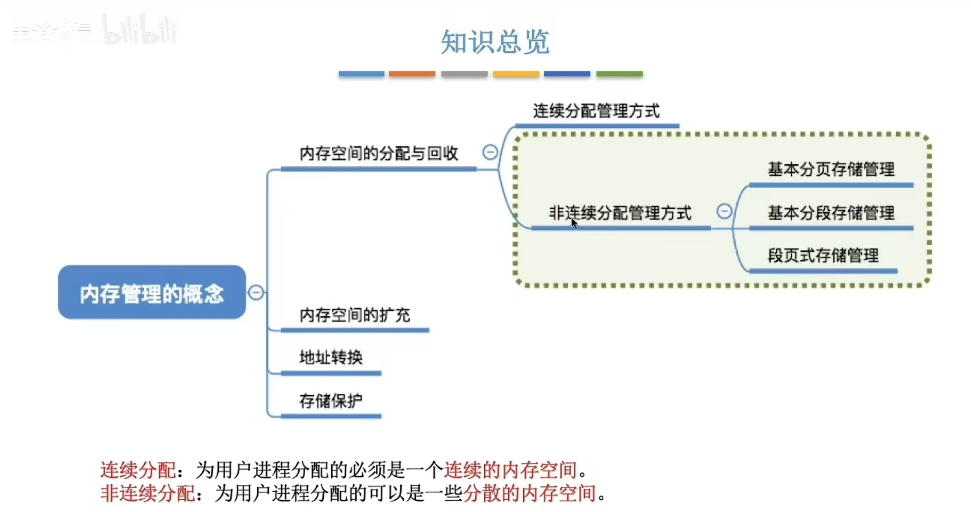 bilibili
知识总览
连续分配管理方式
内存空间的分配与回收
基本分页存储管理
非连续分配管理方式
基本分段存储管理
段页式存储管理
内存管理的概念
内存空间的扩充
地址转换
存储保护
连续分配：为用户进程分配的必须是一个连续的内存空间。
非连续分配：为用户进程分配的可以是一些分散的内存空间。